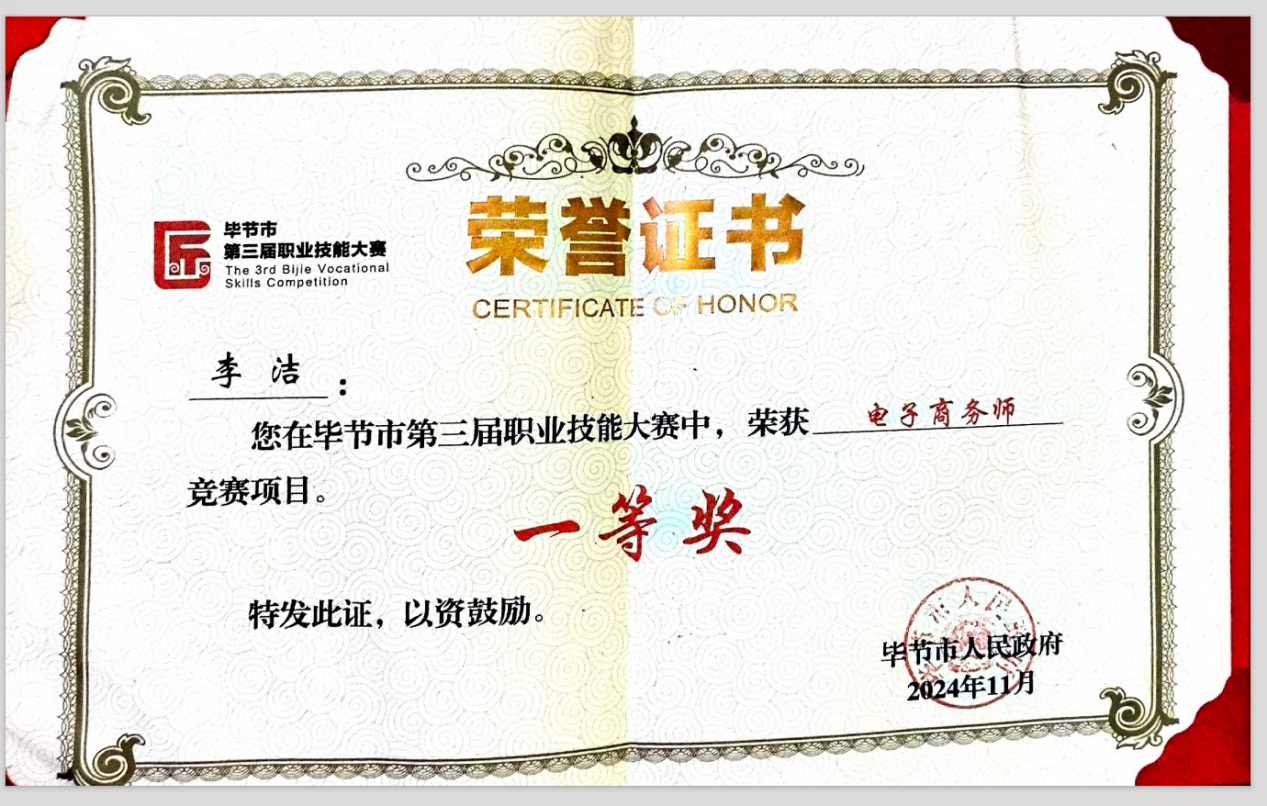 毕节市
第三届职业技能大赛
The 3rd Bijie Vocational
Skills Competition
荣誉证书
CERTIFICATE OF HONOR
李 洁：
您在毕节市第三届职业技能大赛中，荣获 电子商务师
竞赛项目。
一等奖
特发此证，以资鼓励。
毕节市人民政府
2024年11月